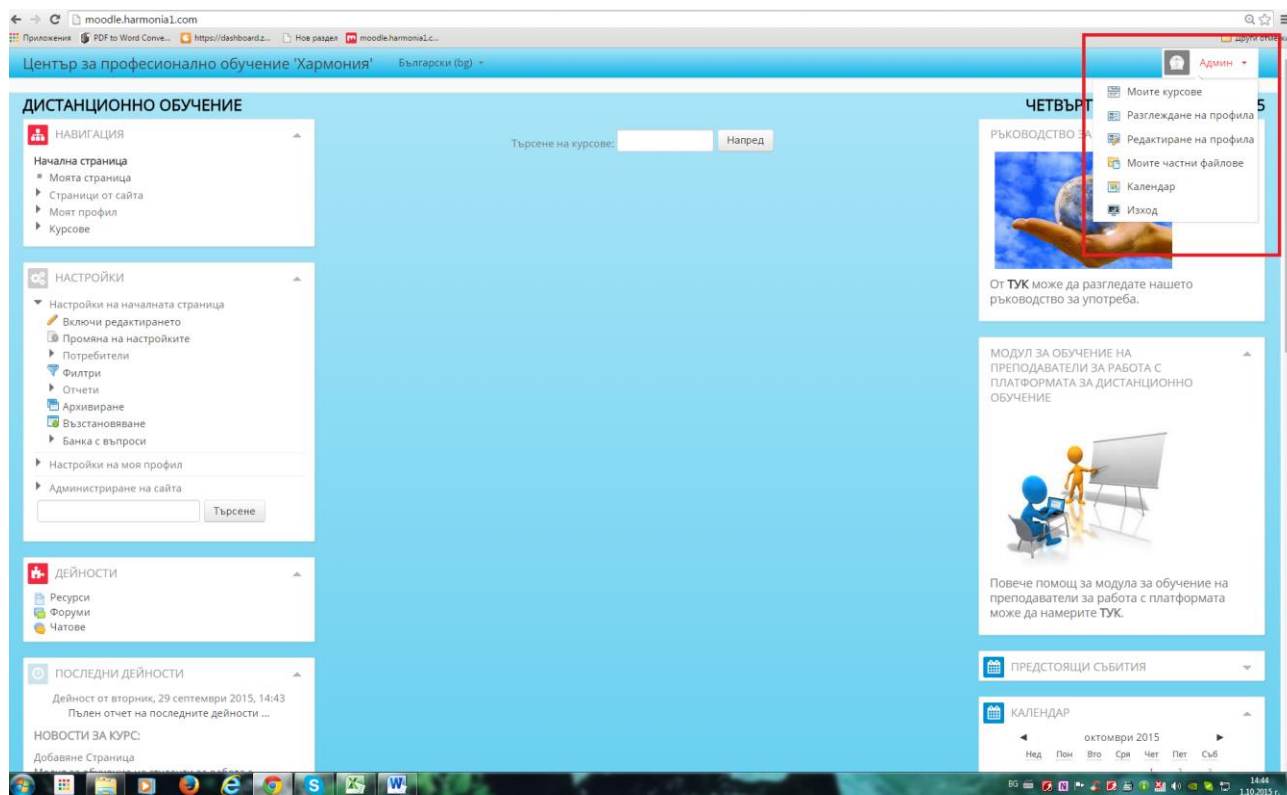 moodle.harmonia1.com
Приложения PDF to Word Conve... https://dashboard.z... Нов раздел moodle.harmonia1.c...
Център за професионално обучение 'Хармония' Български (bg) Админ
ДИСТАНЦИОННО ОБУЧЕНИЕ
НАВИГАЦИЯ
Начална страница
Моята страница
Страници от сайта
Моят профил
Курсове
НАСТРОЙКИ
Настройки на началната страница
Включи редактирането
Промяна на настройките
Потребители
Филтри
Отчети
Архивиране
Възстановяване
Банка с въпроси
Настройки на моя профил
Администриране на сайта
Търсене
ДЕЙНОСТИ
Ресурси
Форуми
Чатове
ПОСЛЕДНИ ДЕЙНОСТИ
Дейност от вторник, 29 септември 2015, 14:43
Пълен отчет на последните дейности ...
НОВОСТИ ЗА КУРС:
Добавяне Страница
Търсене на курсове: Напред
Моите курсове
Разглеждане на профила
Редактиране на профила
Моите частни файлове
Календар
Изход
РЪКОВОДСТВО
От ТУК може да разгледате нашето
ръководство за употреба.
МОДУЛ ЗА ОБУЧЕНИЕ НА
ПРЕПОДАВАТЕЛИ ЗА РАБОТА С
ПЛАТФОРМАТА ЗА ДИСТАНЦИОННО
ОБУЧЕНИЕ
Повече помощ за модула за обучение на
преподаватели за работа с платформата
може да намерите ТУК.
ПРЕДСТОЯЩИ СЪБИТИЯ
КАЛЕНДАР
октомври 2015
Нед Пон Вто Сря Чет Пет Съб
BG 14:44
1.10.2015 г.